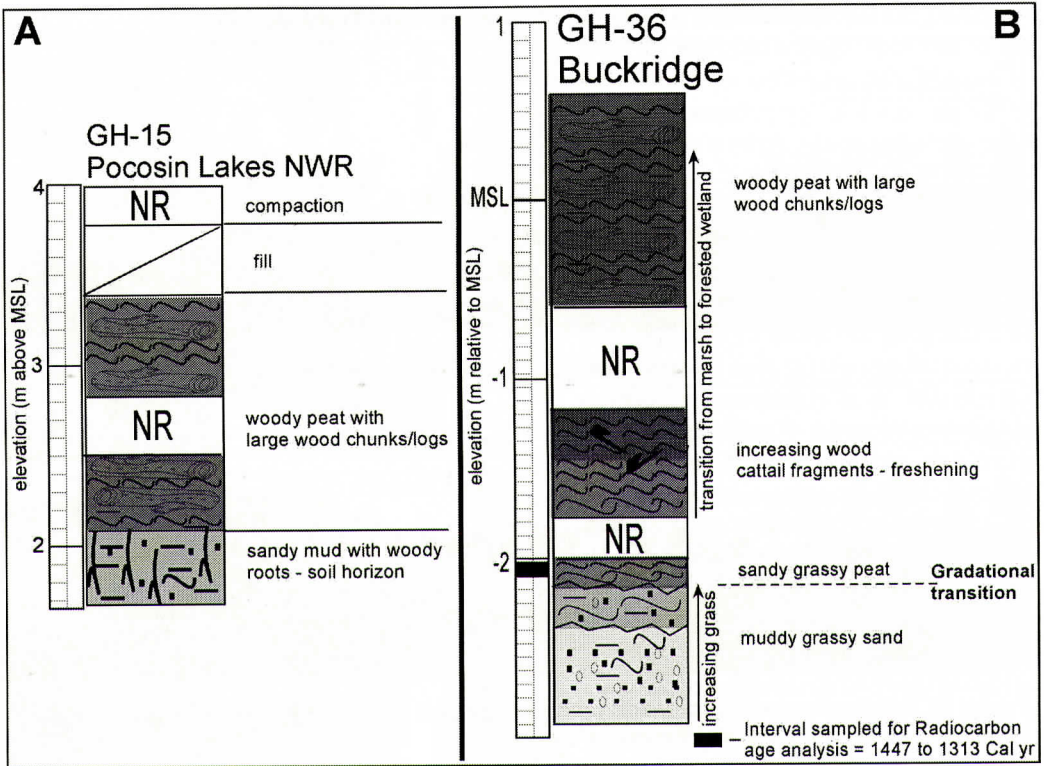 A
GH-15
Pocosin Lakes NWR
elevation (m above MSL)
4
3
2
NR
compaction
fill
NR
woody peat with
large wood chunks/logs
sandy mud with woody
roots - soil horizon
B
GH-36
Buckridge
elevation (m relative to MSL)
1
MSL
-1
-2
woody peat with large
wood chunks/logs
NR
transition from marsh to forested wetland
increasing wood
cattail fragments - freshening
NR
sandy grassy peat
Gradational
transition
muddy grassy sand
increasing grass
Interval sampled for Radiocarbon
age analysis = 1447 to 1313 Cal yr